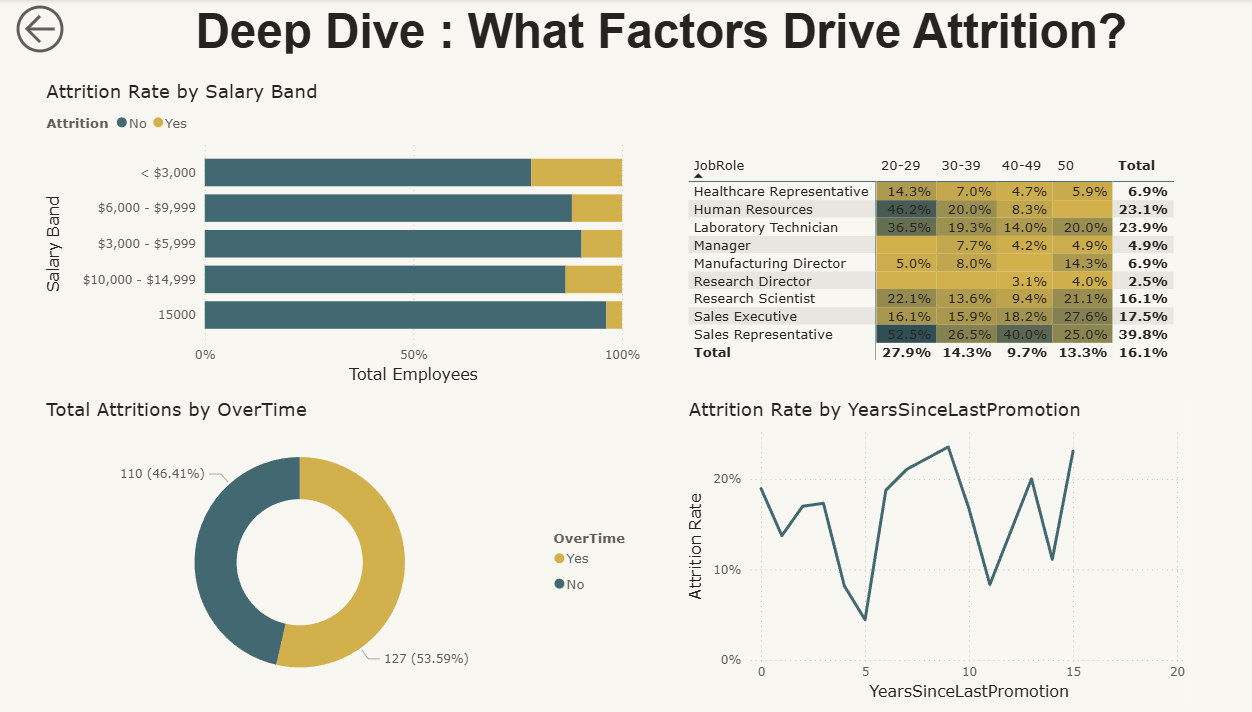 Deep Dive : What Factors Drive Attrition?
Attrition Rate by Salary Band
Attrition No Yes
Salary Band
< $3,000
$6,000 - $9,999
$3,000 - $5,999
$10,000 - $14,999
15000
0% 50% 100%
Total Employees
JobRole 20-29 30-39 40-49 50 Total
Healthcare Representative 14.3% 7.0% 4.7% 5.9% 6.9%
Human Resources 46.2% 20.0% 8.3% 23.1%
Laboratory Technician 36.5% 19.3% 14.0% 20.0% 23.9%
Manager 7.7% 4.2% 4.9% 4.9%
Manufacturing Director 5.0% 8.0% 14.3% 6.9%
Research Director 3.1% 4.0% 2.5%
Research Scientist 22.1% 13.6% 9.4% 21.1% 16.1%
Sales Executive 16.1% 15.9% 18.2% 27.6% 17.5%
Sales Representative 52.5% 26.5% 40.0% 25.0% 39.8%
Total 27.9% 14.3% 9.7% 13.3% 16.1%
Total Attritions by OverTime
110 (46.41%)
127 (53.59%)
OverTime
Yes
No
Attrition Rate by YearsSinceLastPromotion
Attrition Rate
20%
10%
0%
0 5 10 15 20
YearsSinceLastPromotion